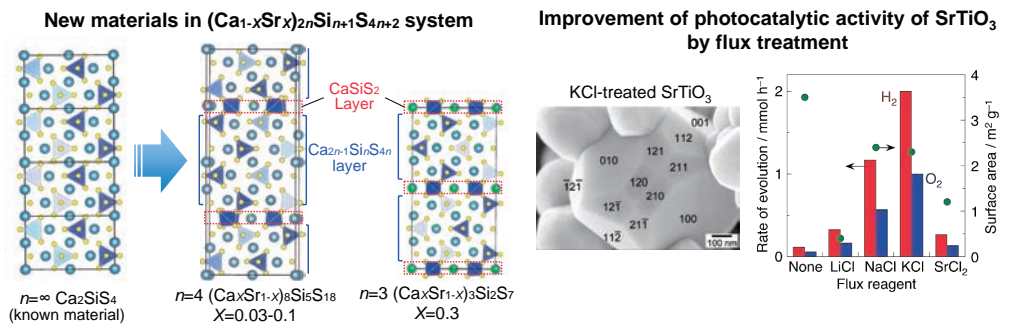 New materials in (Ca1-XSrX)2nSin+1S4n+2 system
CaSiS2
Layer
Ca2n-1SinS4n
layer
n=∞ Ca2SiS4
(known material)
n=4 (CaXSr1-X)8Si5S18
X=0.03-0.1
n=3 (CaXSr1-X)3Si2S7
X=0.3
Improvement of photocatalytic activity of SrTiO3
by flux treatment
KCl-treated SrTiO3
001
112
010
121
211
1̅21̅
120
210
121̅
211̅
100
112̅
100 nm
Rate of evolution / mmol h⁻¹
2
1
0
H2
O2
4
3
2
1
0
Surface area / m² g⁻¹
None LiCl NaCl KCl SrCl2
Flux reagent